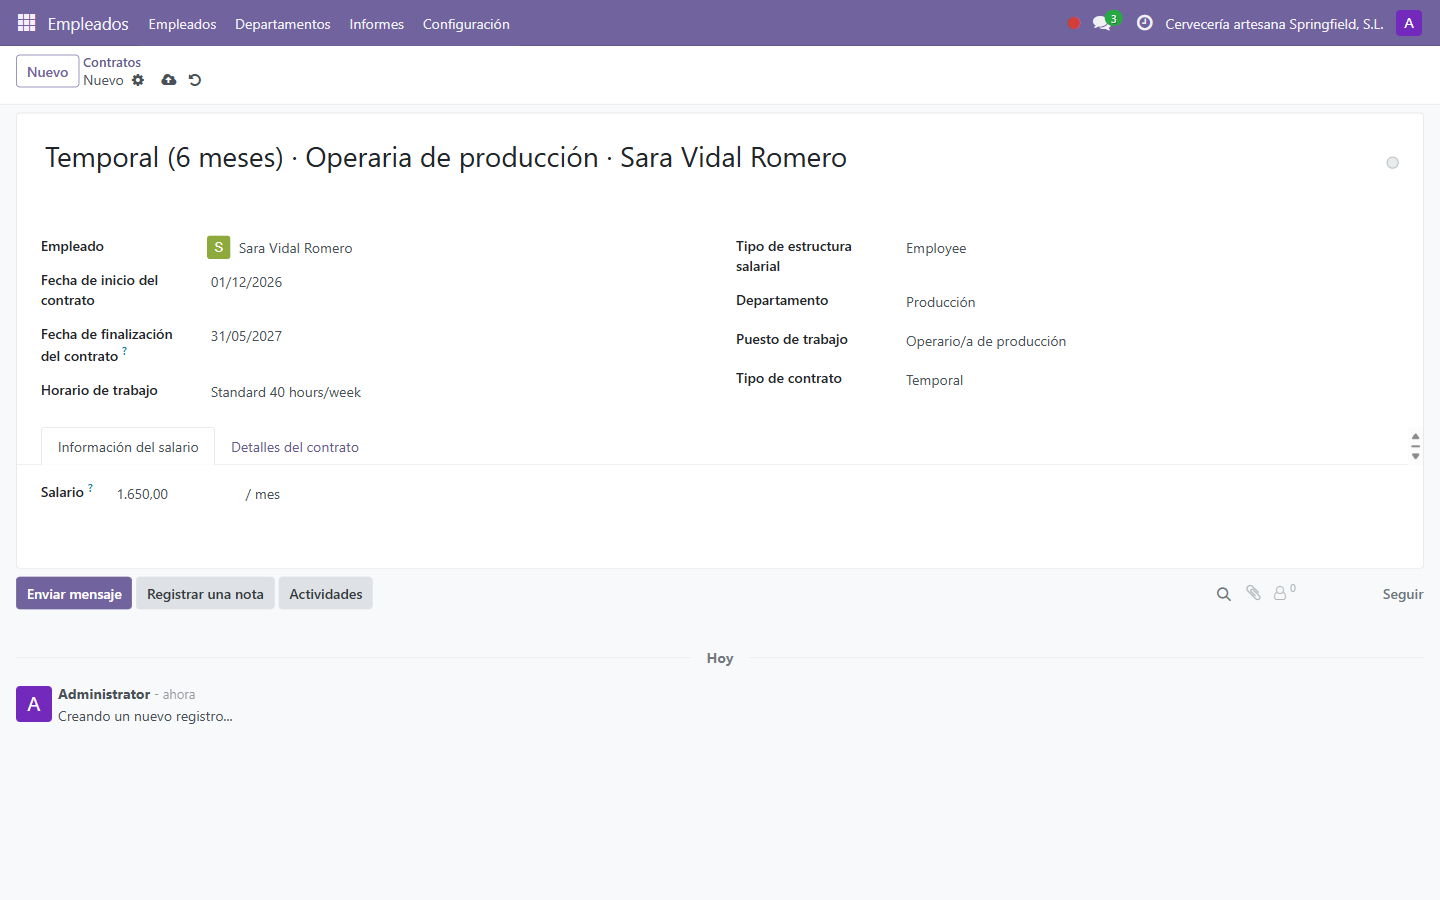 Empleados Empleados Departamentos Informes Configuración 3 Cervecería artesana Springfield, S.L. A
Nuevo Contratos
Nuevo
Temporal (6 meses) · Operaria de producción · Sara Vidal Romero
Empleado S Sara Vidal Romero
Fecha de inicio del contrato 01/12/2026
Fecha de finalización del contrato ? 31/05/2027
Horario de trabajo Standard 40 hours/week
Tipo de estructura salarial Employee
Departamento Producción
Puesto de trabajo Operario/a de producción
Tipo de contrato Temporal
Información del salario Detalles del contrato
Salario ? 1.650,00 / mes
Enviar mensaje Registrar una nota Actividades 0 Seguir
Hoy
A Administrator - ahora
Creando un nuevo registro...